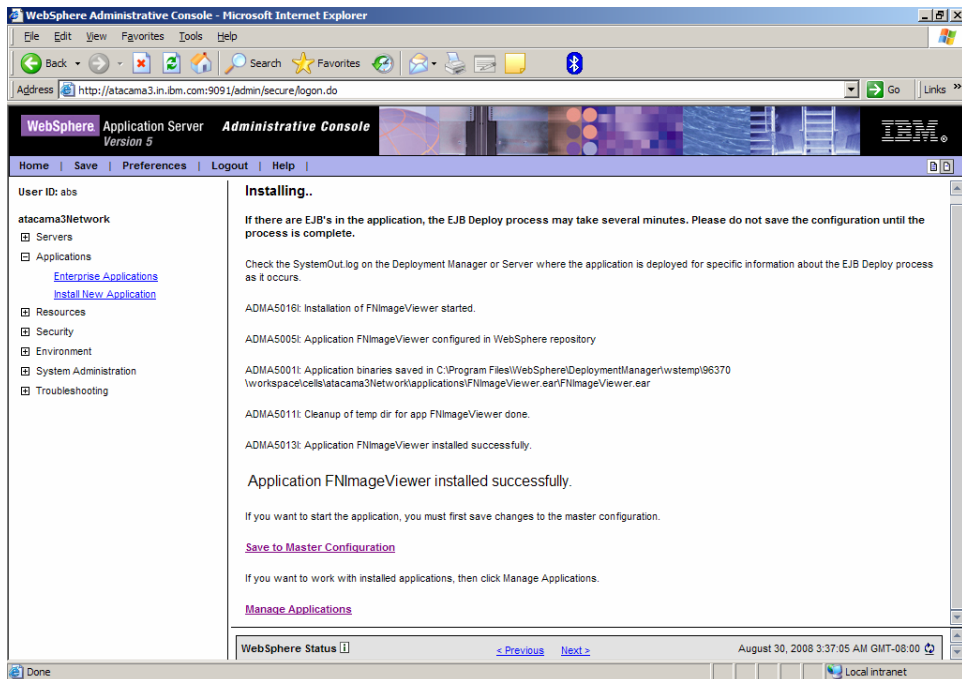 WebSphere Administrative Console - Microsoft Internet Explorer
File Edit View Favorites Tools Help
Back Search Favorites
Address http://atacama3.in.ibm.com:9091/admin/secure/logon.do Go Links »
WebSphere. Application Server Administrative Console
Version 5
IBM®
Home | Save | Preferences | Logout | Help |
User ID: abs
atacama3Network
Servers
Applications
Enterprise Applications
Install New Application
Resources
Security
Environment
System Administration
Troubleshooting
Installing..
If there are EJB's in the application, the EJB Deploy process may take several minutes. Please do not save the configuration until the
process is complete.
Check the SystemOut.log on the Deployment Manager or Server where the application is deployed for specific information about the EJB Deploy process
as it occurs.
ADMA5016I: Installation of FNImageViewer started.
ADMA5005I: Application FNImageViewer configured in WebSphere repository
ADMA5001I: Application binaries saved in C:\Program Files\WebSphere\DeploymentManager\wstemp\96370
\workspace\cells\atacama3Network\applications\FNImageViewer.ear\FNImageViewer.ear
ADMA5011I: Cleanup of temp dir for app FNImageViewer done.
ADMA5013I: Application FNImageViewer installed successfully.
Application FNImageViewer installed successfully.
If you want to start the application, you must first save changes to the master configuration.
Save to Master Configuration
If you want to work with installed applications, then click Manage Applications.
Manage Applications
WebSphere Status i < Previous Next > August 30, 2008 3:37:05 AM GMT-08:00
Done Local intranet